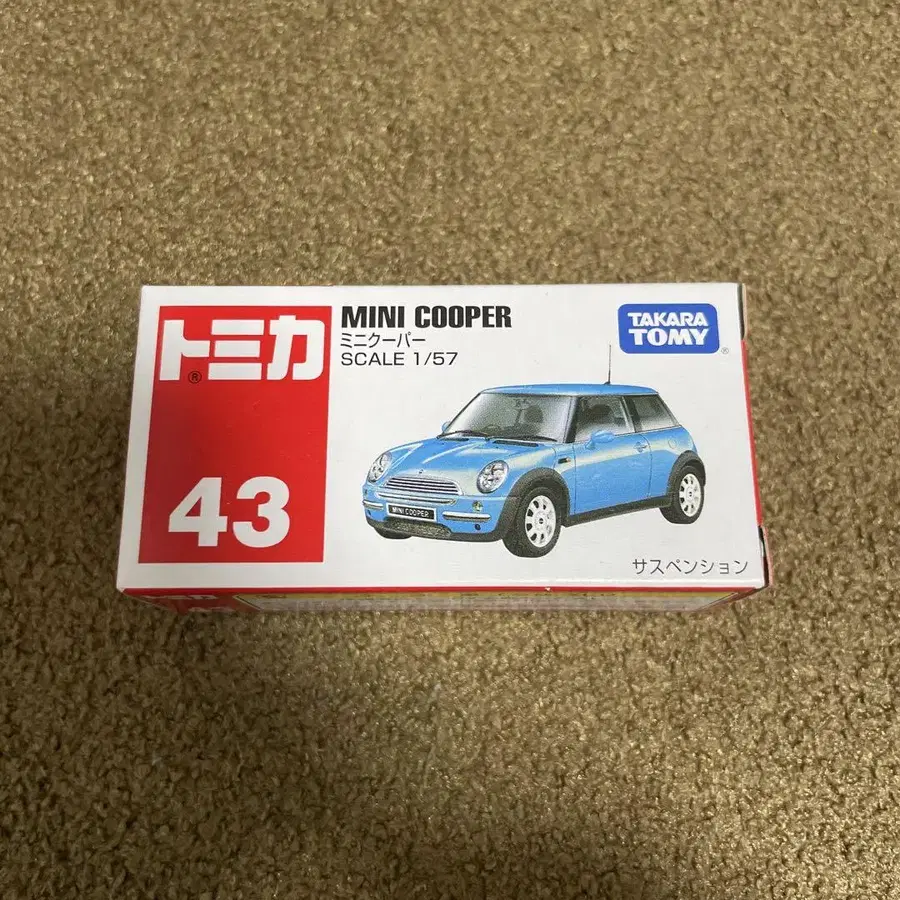 トミカ®
43
MINI COOPER
ミニクーパー
SCALE 1/57
TAKARA
TOMY®
MINI COOPER
サスペンション